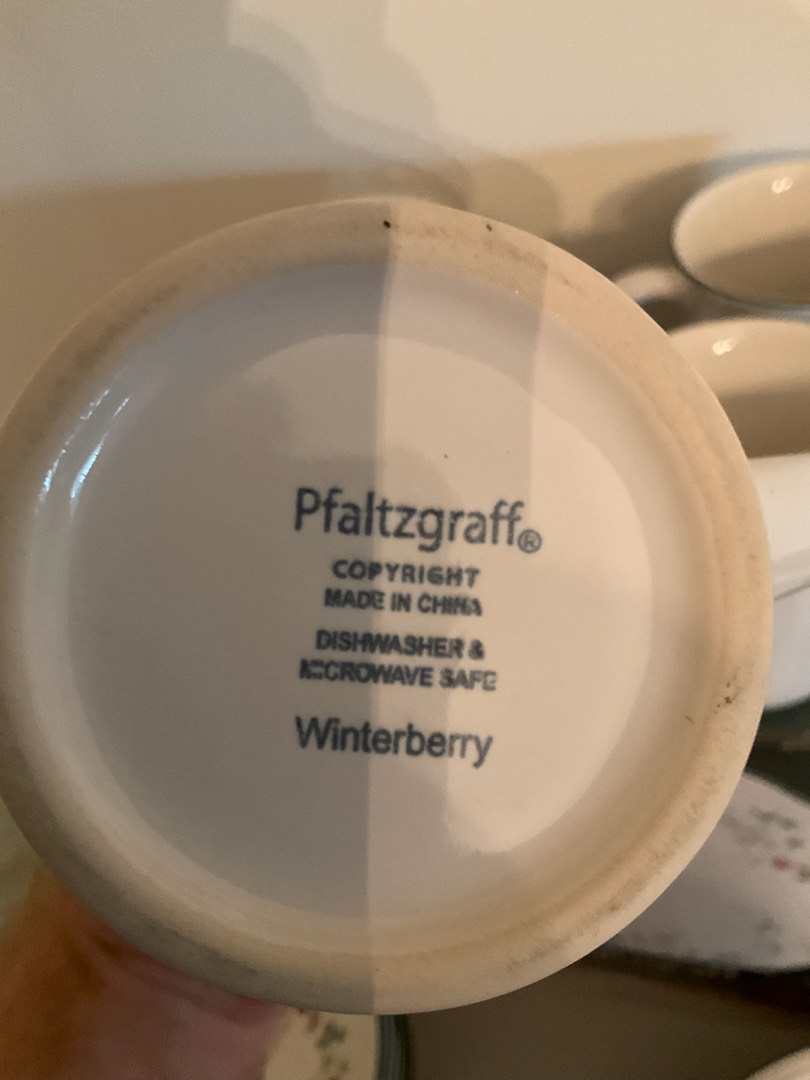 Pfaltzgraff®
COPYRIGHT
MADE IN CHINA
DISHWASHER &
MICROWAVE SAFE
Winterberry